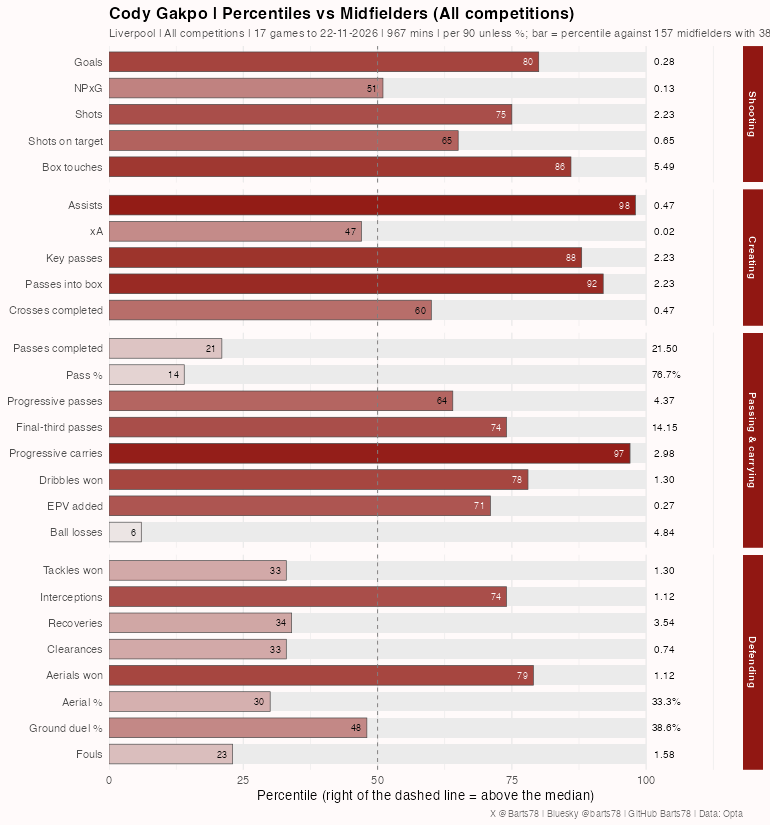 Cody Gakpo | Percentiles vs Midfielders (All competitions)
Liverpool | All competitions | 17 games to 22-11-2026 | 967 mins | per 90 unless %; bar = percentile against 157 midfielders with 38
Goals 80 0.28
NPxG 51 0.13
Shots 75 2.23
Shots on target 65 0.65
Box touches 86 5.49
Shooting
Assists 98 0.47
xA 47 0.02
Key passes 88 2.23
Passes into box 92 2.23
Crosses completed 60 0.47
Creating
Passes completed 21 21.50
Pass % 14 76.7%
Progressive passes 64 4.37
Final-third passes 74 14.15
Progressive carries 97 2.98
Dribbles won 78 1.30
EPV added 71 0.27
Ball losses 6 4.84
Passing & carrying
Tackles won 33 1.30
Interceptions 74 1.12
Recoveries 34 3.54
Clearances 33 0.74
Aerials won 79 1.12
Aerial % 30 33.3%
Ground duel % 48 38.6%
Fouls 23 1.58
Defending
0 25 50 75 100
Percentile (right of the dashed line = above the median)
X @Barts78 | Bluesky @barts78 | GitHub Barts78 | Data: Opta